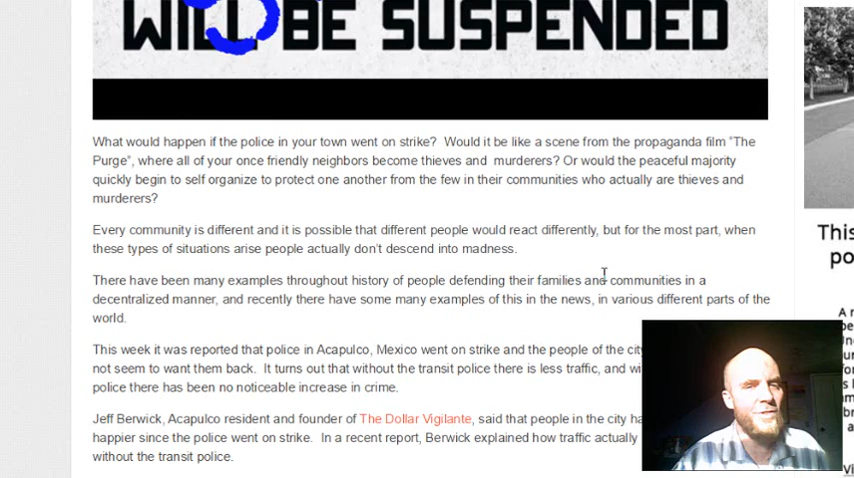 WILL BE SUSPENDED
What would happen if the police in your town went on strike?  Would it be like a scene from the propaganda film "The
Purge", where all of your once friendly neighbors become thieves and  murderers? Or would the peaceful majority
quickly begin to self organize to protect one another from the few in their communities who actually are thieves and
murderers?
Every community is different and it is possible that different people would react differently, but for the most part, when
these types of situations arise people actually don't descend into madness.
There have been many examples throughout history of people defending their families and communities in a
decentralized manner, and recently there have some many examples of this in the news, in various different parts of the
world.
This week it was reported that police in Acapulco, Mexico went on strike and the people of the city
not seem to want them back.  It turns out that without the transit police there is less traffic, and
police there has been no noticeable increase in crime.
Jeff Berwick, Acapulco resident and founder of The Dollar Vigilante, said that people in the city
happier since the police went on strike.  In a recent report, Berwick explained how traffic actually
without the transit police.
This
po